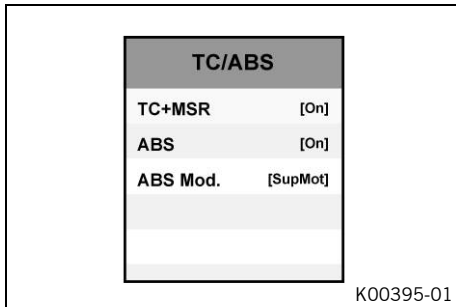 TC/ABS
TC+MSR [On]
ABS [On]
ABS Mod. [SupMot]
K00395-01